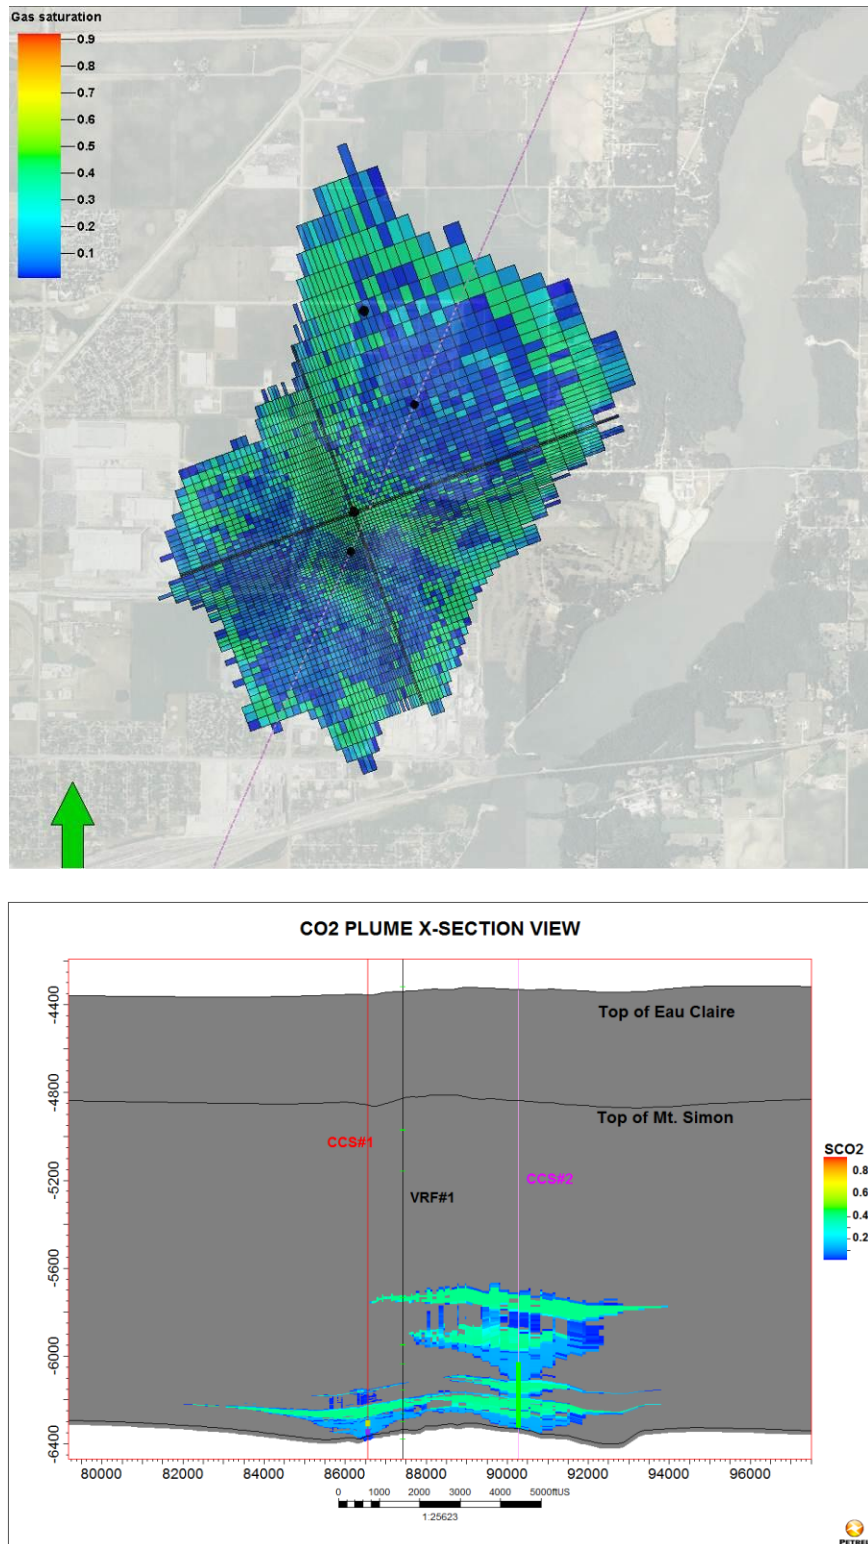 Gas saturation
0.9
0.8
0.7
0.6
0.5
0.4
0.3
0.2
0.1
CO2 PLUME X-SECTION VIEW
-4400
Top of Eau Claire
-4800
Top of Mt. Simon
CCS#1
SCO2
-5200
CCS#2
0.8
VRF#1
0.6
0.4
0.2
-5600
-6000
-6400
80000 82000 84000 86000 88000 90000 92000 94000 96000
0 1000 2000 3000 4000 5000ftUS
1:25623
PETREL